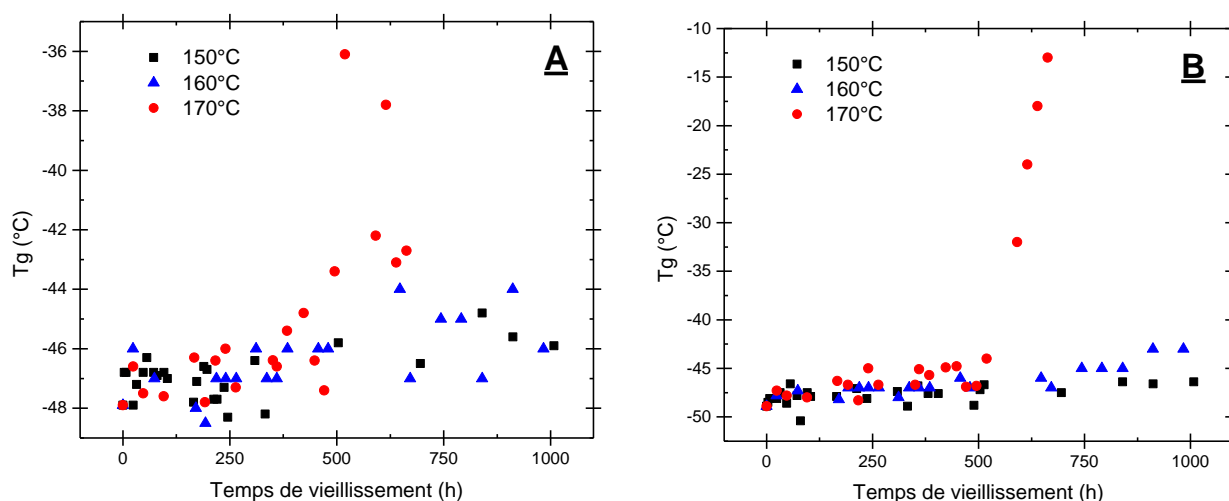 A
150°C
160°C
170°C
-36
-38
-40
-42
-44
-46
-48
Tg (°C)
0
250
500
750
1000
Temps de vieillissement (h)
B
150°C
160°C
170°C
-10
-15
-20
-25
-30
-35
-40
-45
-50
Tg (°C)
0
250
500
750
1000
Temps de vieillissement (h)